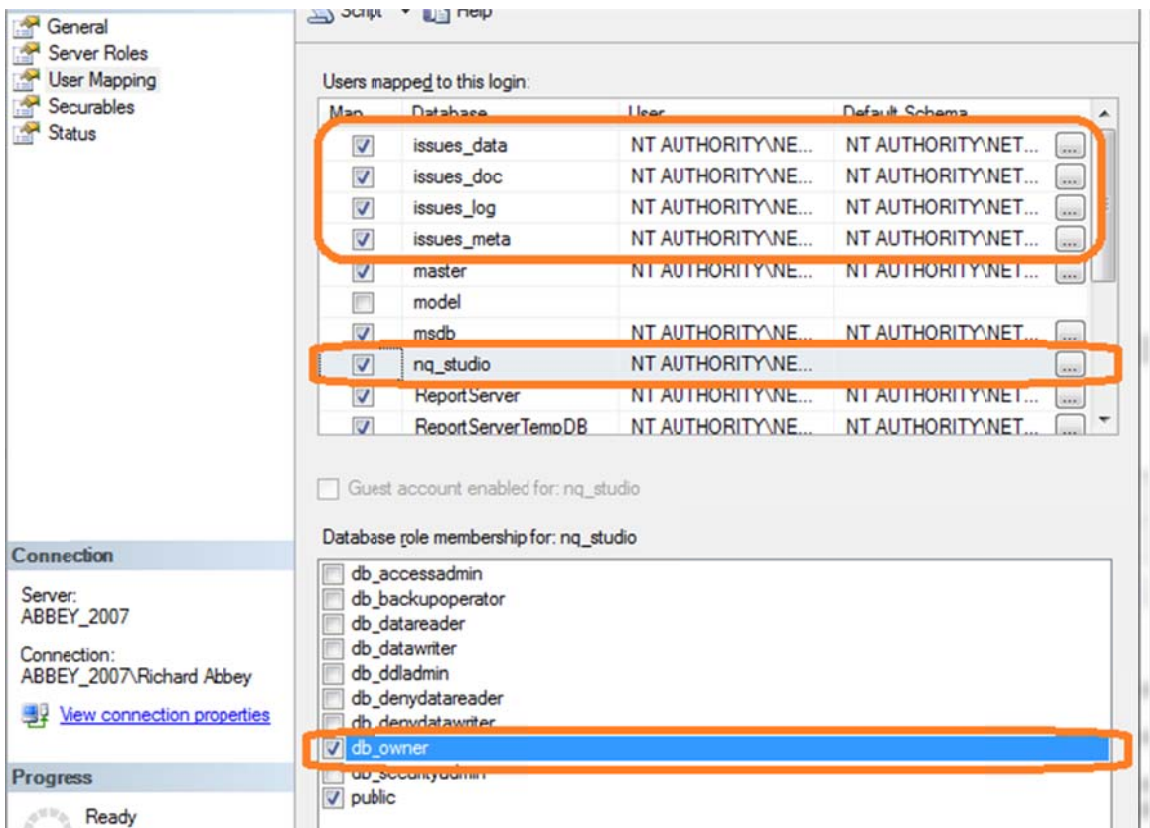 General
Server Roles
User Mapping
Securables
Status
Script Help
Users mapped to this login:
Map Database User Default Schema
issues_data NT AUTHORITY\NE... NT AUTHORITY\NET... ...
issues_doc NT AUTHORITY\NE... NT AUTHORITY\NET... ...
issues_log NT AUTHORITY\NE... NT AUTHORITY\NET... ...
issues_meta NT AUTHORITY\NE... NT AUTHORITY\NET... ...
master NT AUTHORITY\NE... NT AUTHORITY\NET... ...
model
msdb NT AUTHORITY\NE... NT AUTHORITY\NET... ...
nq_studio NT AUTHORITY\NE... ...
ReportServer NT AUTHORITY\NE... NT AUTHORITY\NET... ...
ReportServerTempDB NT AUTHORITY\NE... NT AUTHORITY\NET... ...
Guest account enabled for: nq_studio
Database role membership for: nq_studio
db_accessadmin
db_backupoperator
db_datareader
db_datawriter
db_ddladmin
db_denydatareader
db_denydatawriter
db_owner
db_securityadmin
public
Connection
Server:
ABBEY_2007
Connection:
ABBEY_2007\Richard Abbey
View connection properties
Progress
Ready